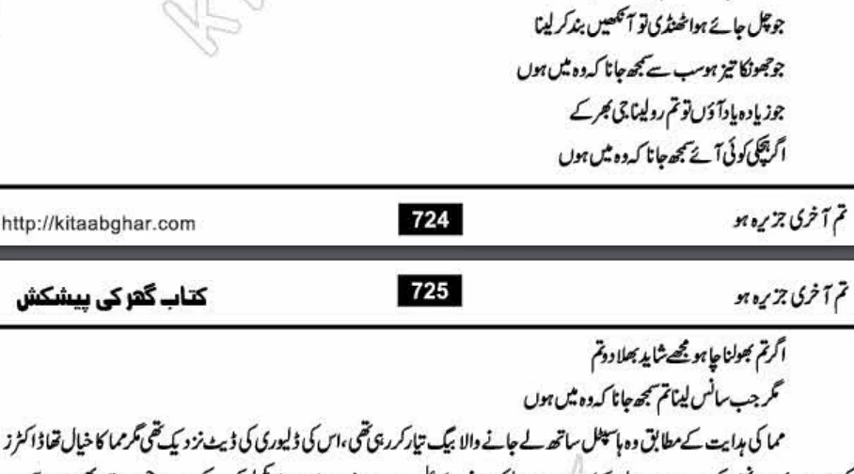 جو چل جائے ہوا ٹھنڈی تو آنکھیں بند کر لینا
جو جھونکا تیز ہو سب سے سمجھ جانا کہ وہ میں ہوں
جو زیادہ یاد آؤں تو تم رو لینا جی بھر کے
اگر ہچکی کوئی آئے سمجھ جانا کہ وہ میں ہوں
تم آخری جزیرہ ہو 724 http://kitaabghar.com
تم آخری جزیرہ ہو 725 کتاب گھر کی پیشکش
اگر تم بھولنا چاہو مجھے شاید بھلا دو تم
مگر جب سانس لینا تم سمجھ جانا کہ وہ میں ہوں
مما کی ہدایت کے مطابق وہ ہاسپٹل ساتھ لے جانے والا بیگ تیار کر رہی تھی، اس کی ڈلیوری کی ڈیٹ نزدیک تھی مگر مما کا خیال تھا ڈاکٹرز